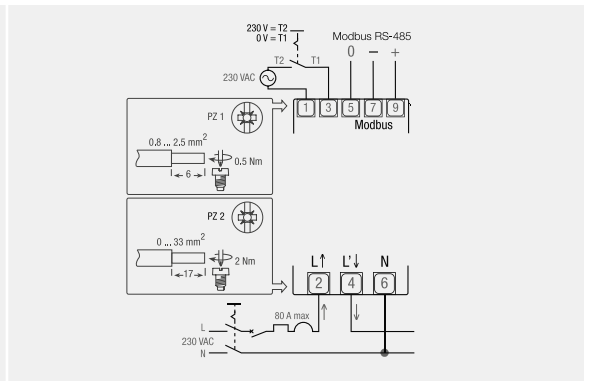 230 V = T2
0 V = T1
Modbus RS-485
T2 T1
0 − +
230 VAC
1 3 5 7 9
Modbus
PZ 1
0.8 ... 2.5 mm²
0.5 Nm
6
PZ 2
0 ... 33 mm²
2 Nm
17
L↑ L'↓ N
2 4 6
80 A max
L
230 VAC
N